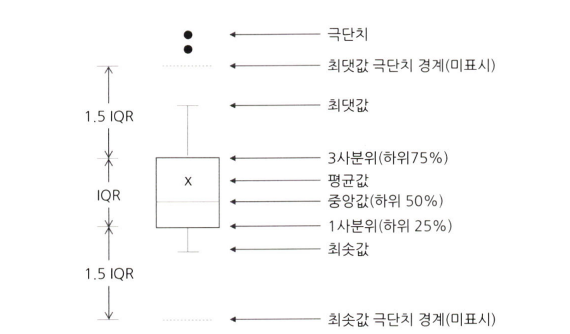 극단치
최댓값 극단치 경계(미표시)
최댓값
1.5 IQR
3사분위(하위75%)
평균값
X
IQR
중앙값(하위 50%)
1사분위(하위 25%)
최솟값
1.5 IQR
최솟값 극단치 경계(미표시)